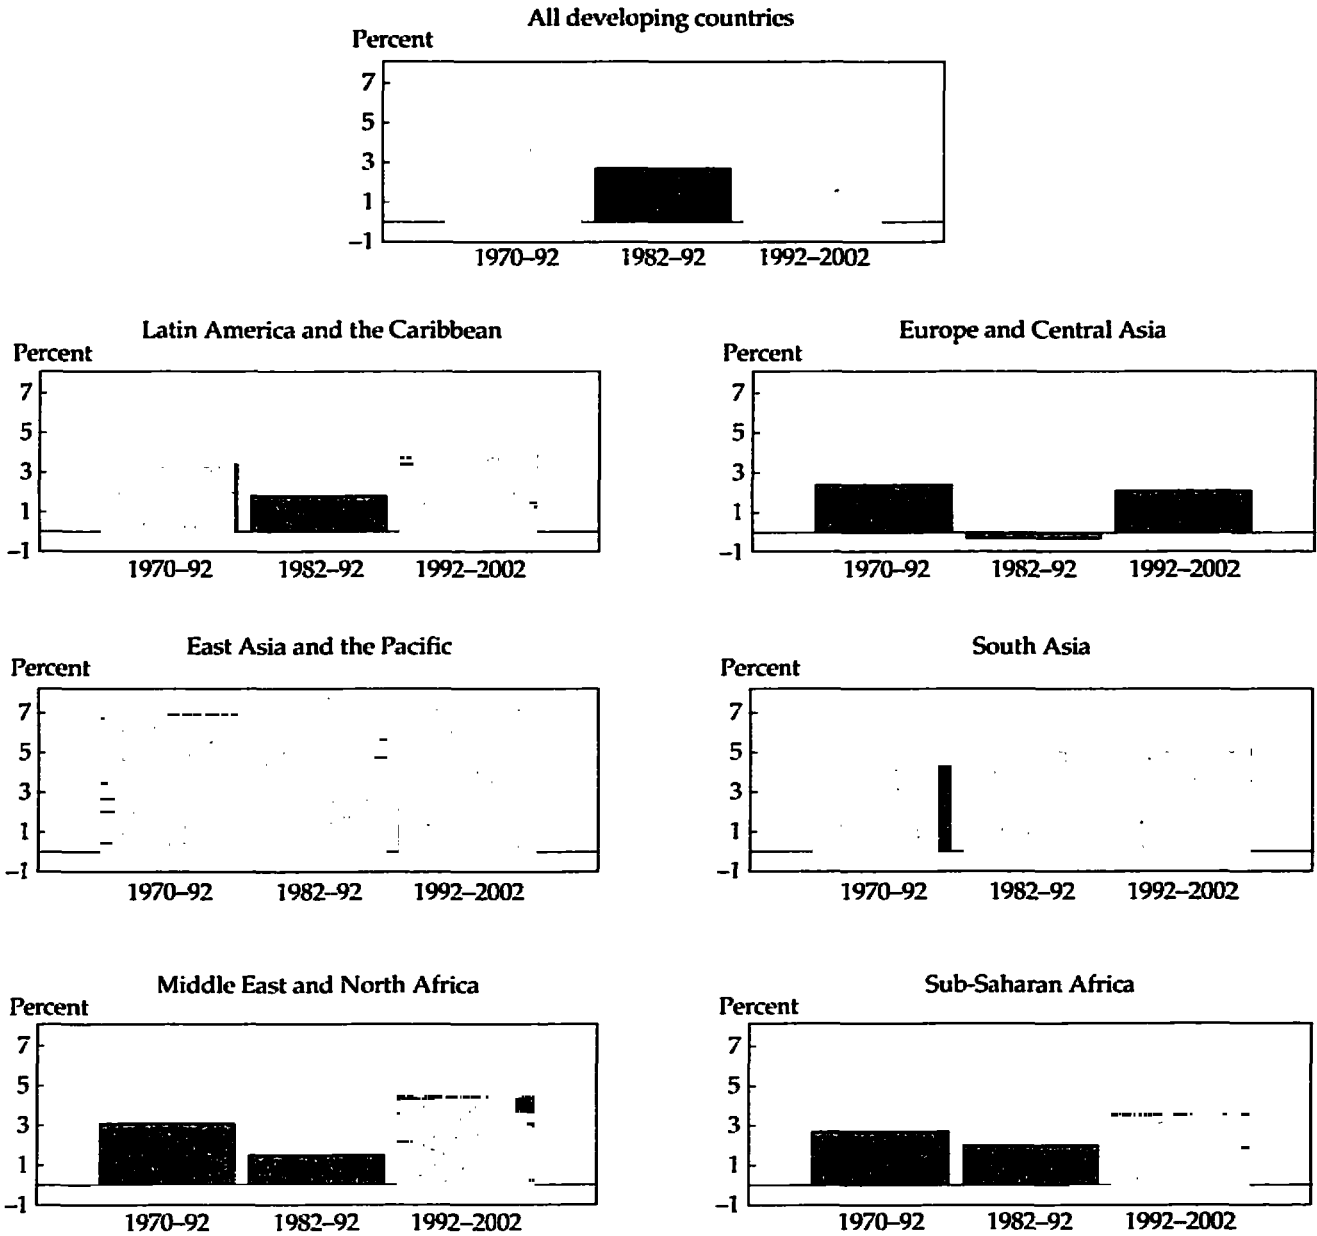 All developing countries
Percent
7
5
3
1
–1
1970–92 1982–92 1992–2002
Latin America and the Caribbean
Percent
7
5
3
1
–1
1970–92 1982–92 1992–2002
Europe and Central Asia
Percent
7
5
3
1
–1
1970–92 1982–92 1992–2002
East Asia and the Pacific
Percent
7
5
3
1
–1
1970–92 1982–92 1992–2002
South Asia
Percent
7
5
3
1
–1
1970–92 1982–92 1992–2002
Middle East and North Africa
Percent
7
5
3
1
–1
1970–92 1982–92 1992–2002
Sub-Saharan Africa
Percent
7
5
3
1
–1
1970–92 1982–92 1992–2002